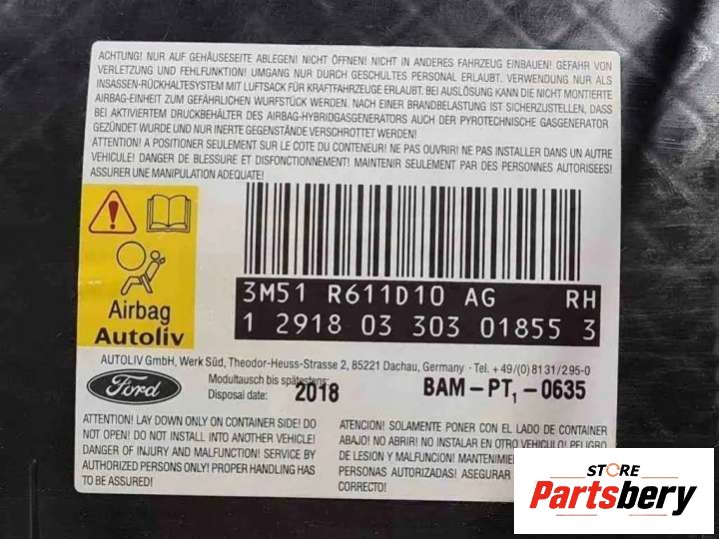 ACHTUNG! NUR AUF GEHÄUSESEITE ABLEGEN! NICHT ÖFFNEN! NICHT IN ANDERES FAHRZEUG EINBAUEN! GEFAHR VON
VERLETZUNG UND FEHLFUNKTION! UMGANG NUR DURCH GESCHULTES PERSONAL ERLAUBT. VERWENDUNG NUR ALS
INSASSEN-RÜCKHALTESYSTEM MIT LUFTSACK FÜR KRAFTFAHRZEUGE ERLAUBT. BEI AUSLÖSUNG KANN DIE NICHT MONTIERTE
AIRBAG-EINHEIT ZUM GEFÄHRLICHEN WURFSTÜCK WERDEN. NACH EINER BRANDBELASTUNG IST SICHERZUSTELLEN, DASS
BEI AKTIVIERTEM DRUCKBEHÄLTER DES AIRBAG-HYBRIDGASGENERATORS AUCH DER PYROTECHNISCHE GASGENERATOR
GEZÜNDET WURDE UND NUR INERTE GEGENSTÄNDE VERSCHROTTET WERDEN!
ATTENTION! A POSITIONER SEULEMENT SUR LE COTE DU CONTENEUR! NE PAS OUVRIR! NE PAS INSTALLER DANS UN AUTRE
VEHICULE! DANGER DE BLESSURE ET DISFONCTIONNEMENT! MAINTENIR SEULEMENT PAR DES PERSONNES AUTORISEES!
ASSURER UNE MANIPULATION ADEQUATE!
Airbag
Autoliv
3M51 R611D10 AG RH
1 2918 03 303 01855 3
AUTOLIV GmbH, Werk Süd, Theodor-Heuss-Strasse 2, 85221 Dachau, Germany - Tel. +49/(0)8131/295-0
Ford
Modultausch bis spätestens:
Disposal date: 2018 BAM-PT1-0635
ATTENTION! LAY DOWN ONLY ON CONTAINER SIDE! DO
NOT OPEN! DO NOT INSTALL INTO ANOTHER VEHICLE!
DANGER OF INJURY AND MALFUNCTION! SERVICE BY
AUTHORIZED PERSONS ONLY! PROPER HANDLING HAS
TO BE ENSURED!
ATENCION! SOLAMENTE PONER CON EL LADO DE CONTAINER
ABAJO! NO ABRIR! NO INSTALAR EN OTRO VEHICULO! PELIGRO
DE LESION Y MALFUNCION! MANTENIM
PERSONAS AUTORIZADAS! ASEGURAR
CORRECTO!
STORE
Partsbery